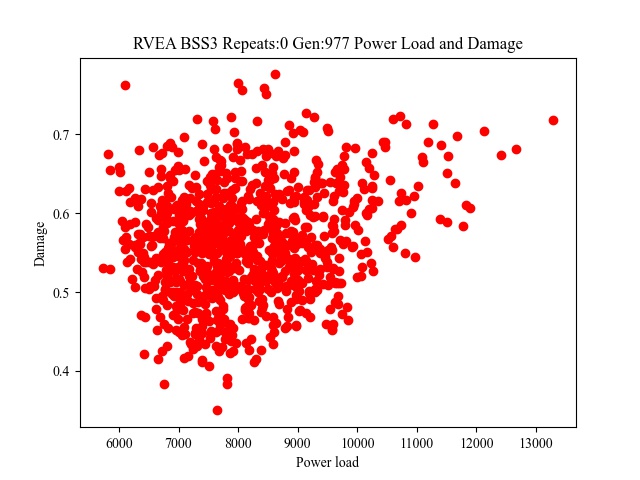 RVEA BSS3 Repeats:0 Gen:977 Power Load and Damage
Damage
0.7
0.6
0.5
0.4
6000 7000 8000 9000 10000 11000 12000 13000
Power load